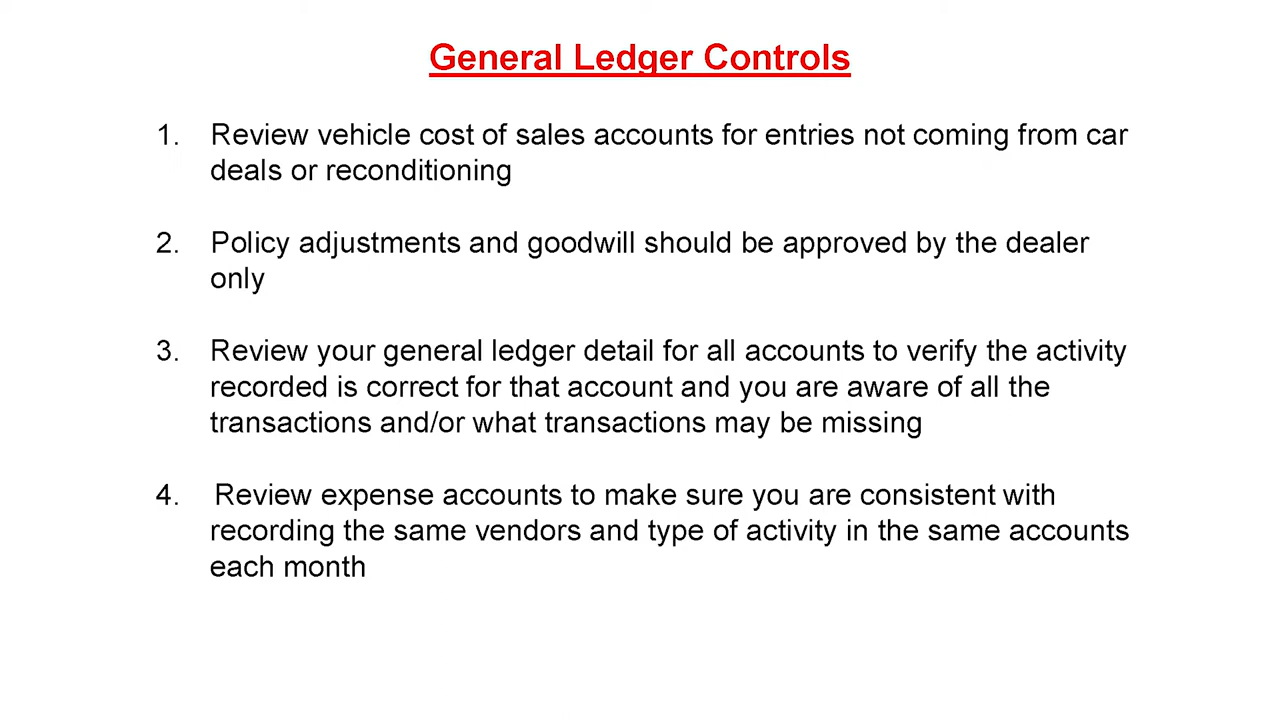 General Ledger Controls
1. Review vehicle cost of sales accounts for entries not coming from car
deals or reconditioning
2. Policy adjustments and goodwill should be approved by the dealer
only
3. Review your general ledger detail for all accounts to verify the activity
recorded is correct for that account and you are aware of all the
transactions and/or what transactions may be missing
4. Review expense accounts to make sure you are consistent with
recording the same vendors and type of activity in the same accounts
each month